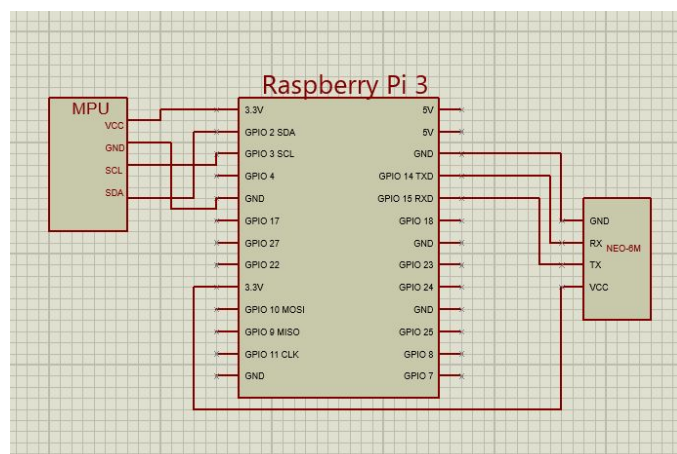 Raspberry Pi 3
MPU
VCC
GND
SCL
SDA
3.3V
GPIO 2 SDA
GPIO 3 SCL
GPIO 4
GND
GPIO 17
GPIO 27
GPIO 22
3.3V
GPIO 10 MOSI
GPIO 9 MISO
GPIO 11 CLK
GND
5V
5V
GND
GPIO 14 TXD
GPIO 15 RXD
GPIO 18
GND
GPIO 23
GPIO 24
GND
GPIO 25
GPIO 8
GPIO 7
GND
RX
NEO-6M
TX
VCC